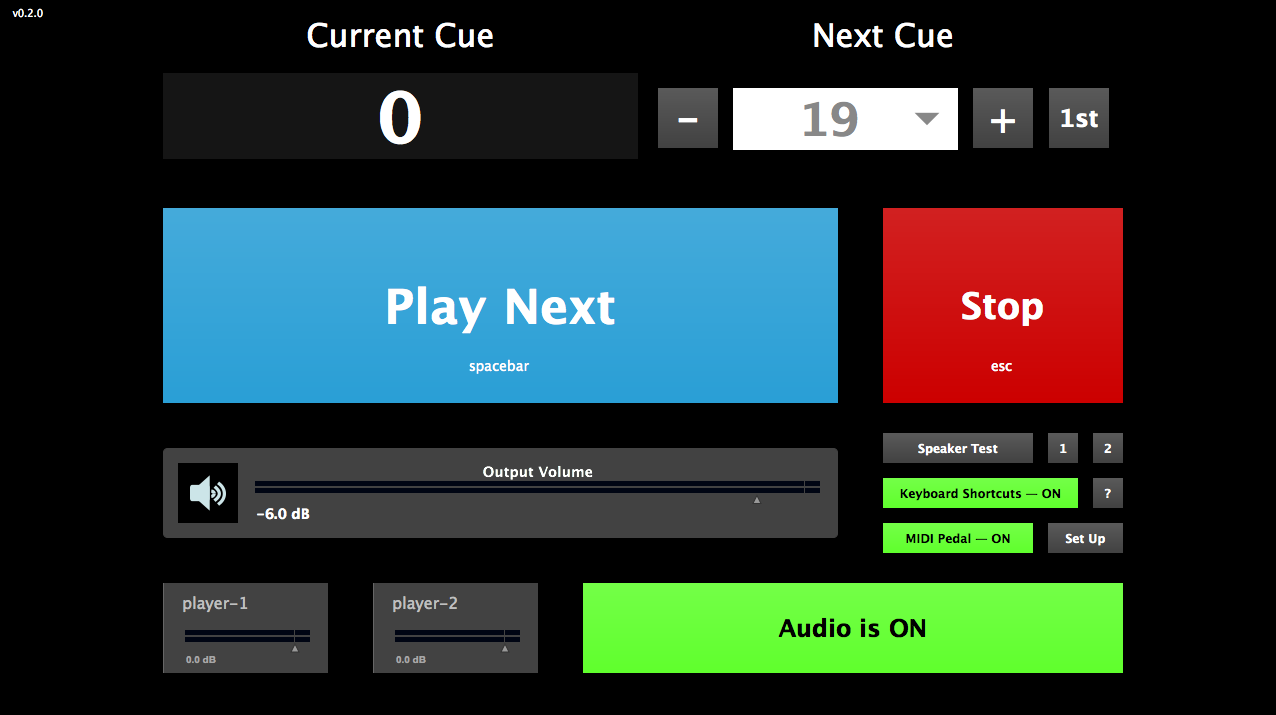 v0.2.0
Current Cue
Next Cue
0
-
19
+
1st
Play Next
spacebar
Stop
esc
Output Volume
-6.0 dB
Speaker Test
1
2
Keyboard Shortcuts — ON
?
MIDI Pedal — ON
Set Up
player-1
0.0 dB
player-2
0.0 dB
Audio is ON